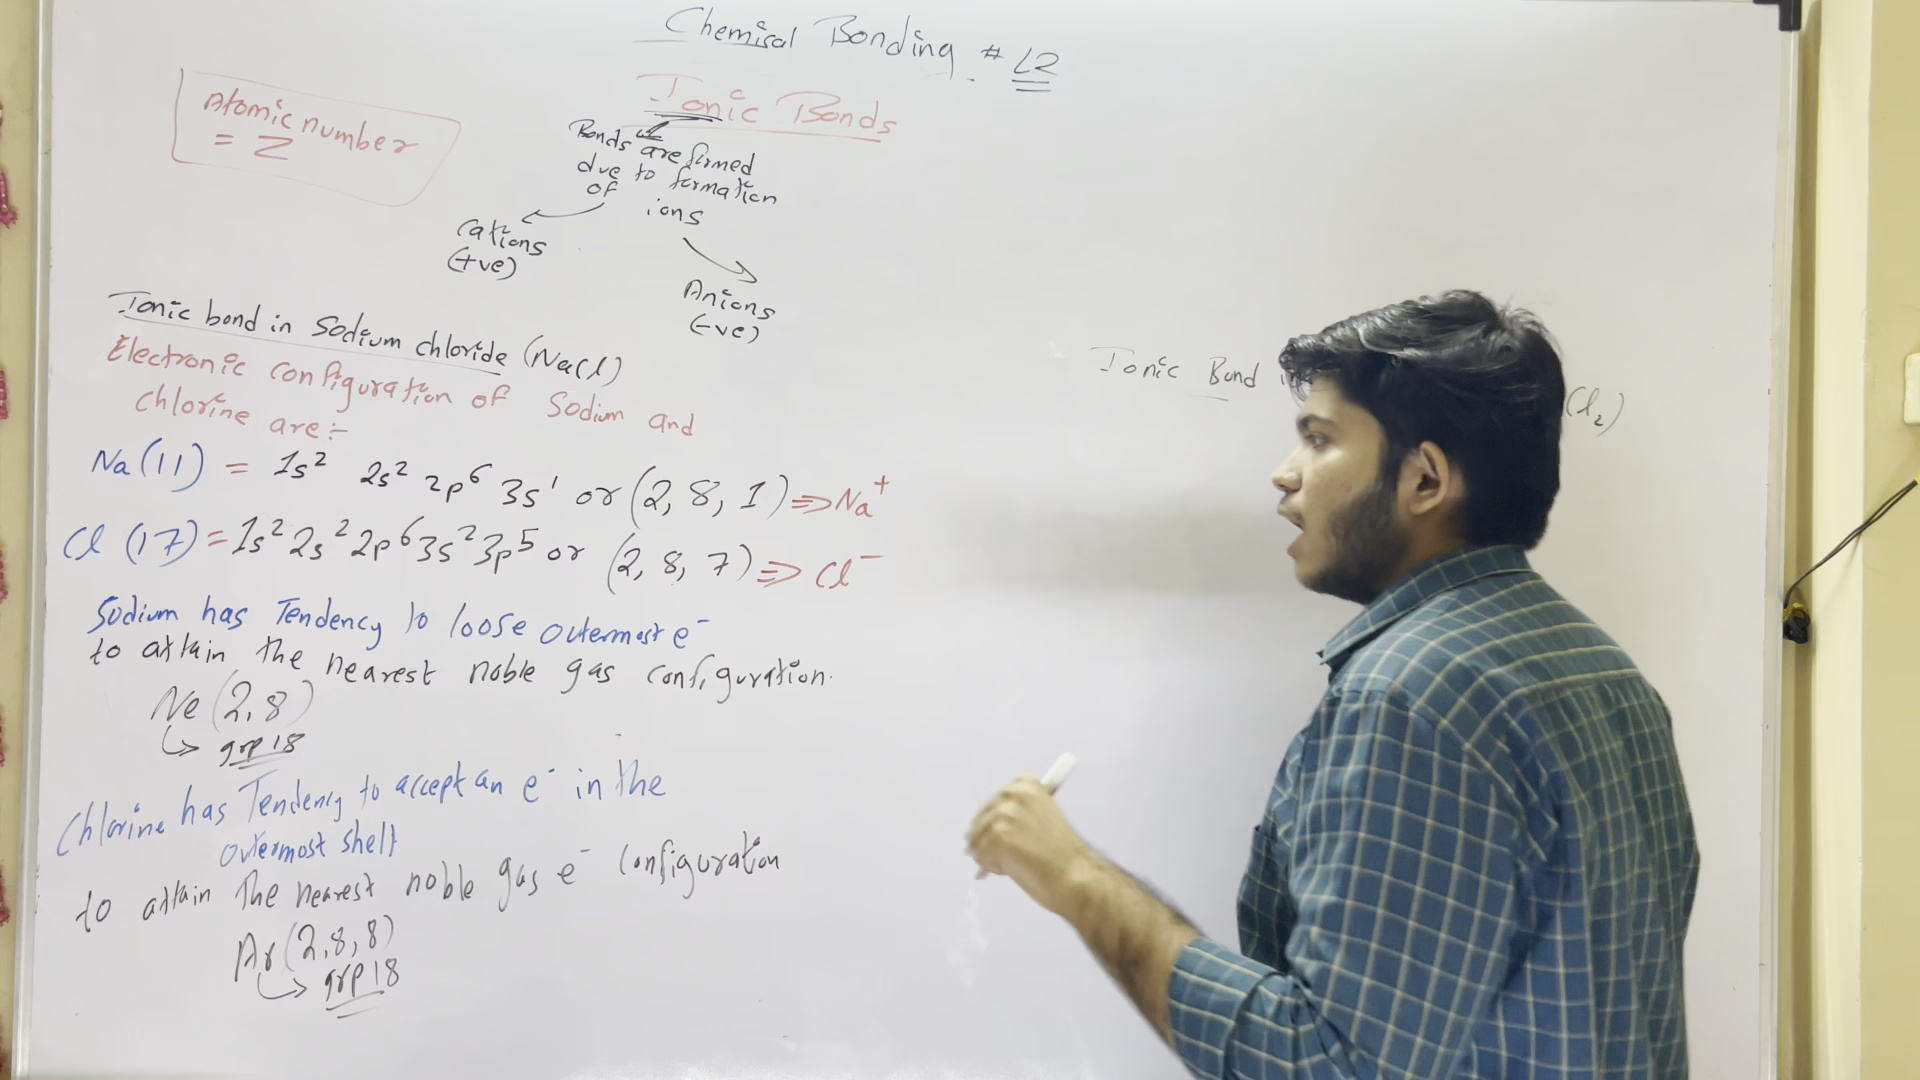 Chemical Bonding # L2
Ionic Bonds
Atomic number
= Z
Bonds are formed
due to formation
of ions
Cations
(+ve)
Anions
(-ve)
Ionic bond in Sodium chloride (NaCl)
Electronic configuration of Sodium and
chlorine are:-
Na (11) = 1s² 2s² 2p⁶ 3s¹ or (2, 8, 1) => Na⁺
Cl (17) = 1s² 2s² 2p⁶ 3s² 3p⁵ or (2, 8, 7) => Cl⁻
Sodium has Tendency to loose outermost e⁻
to attain the nearest noble gas configuration.
Ne (2, 8)
grp 18
Chlorine has Tendency to accept an e⁻ in the
outermost shell
to attain the nearest noble gas e⁻ configuration
Ar (2,8,8)
grp 18
Ionic Bond in
Cl₂)